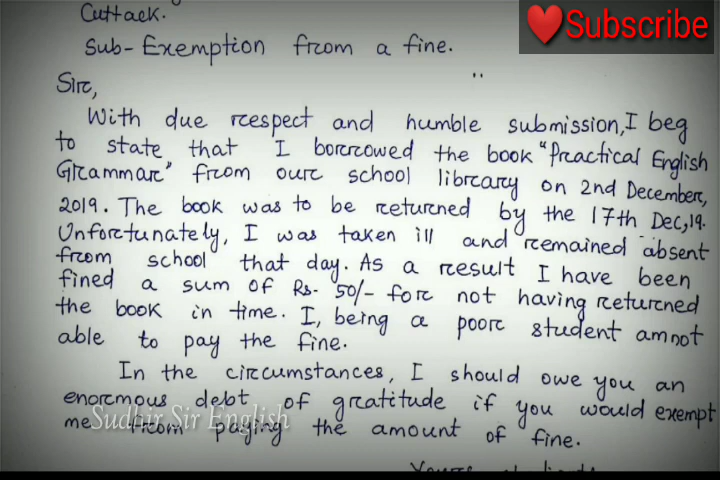 Cuttack.
Subscribe
Sub- Exemption from a fine.
Sir,
With due respect and humble submission, I beg
to state that I borrowed the book "Practical English
Grammar" from our school library on 2nd December,
2019. The book was to be returned by the 17th Dec,19.
Unfortunately, I was taken ill and remained absent
from school that day. As a result I have been
fined a sum of Rs. 50/- for not having returned
the book in time. I, being a poor student am not
able to pay the fine.
In the circumstances, I should owe you an
enormous debt of gratitude if you would exempt
me from paying the amount of fine.
Sudhir Sir English